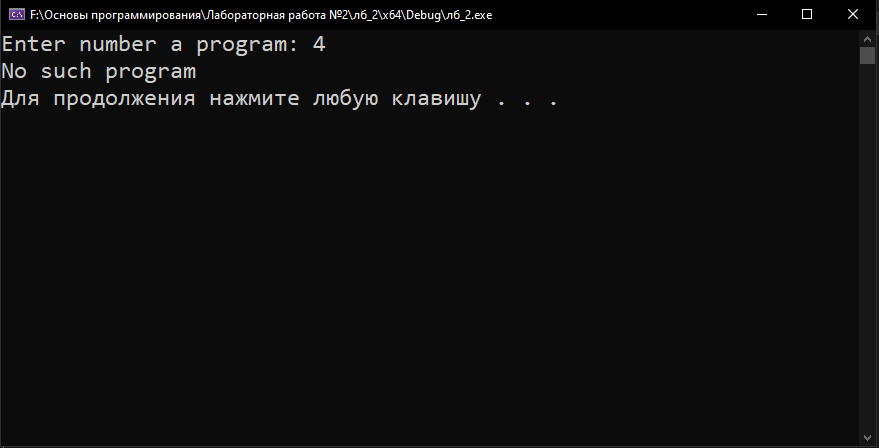 F:\Основы программирования\Лабораторная работа №2\лб_2\x64\Debug\лб_2.exe
Enter number a program: 4
No such program
Для продолжения нажмите любую клавишу . . .